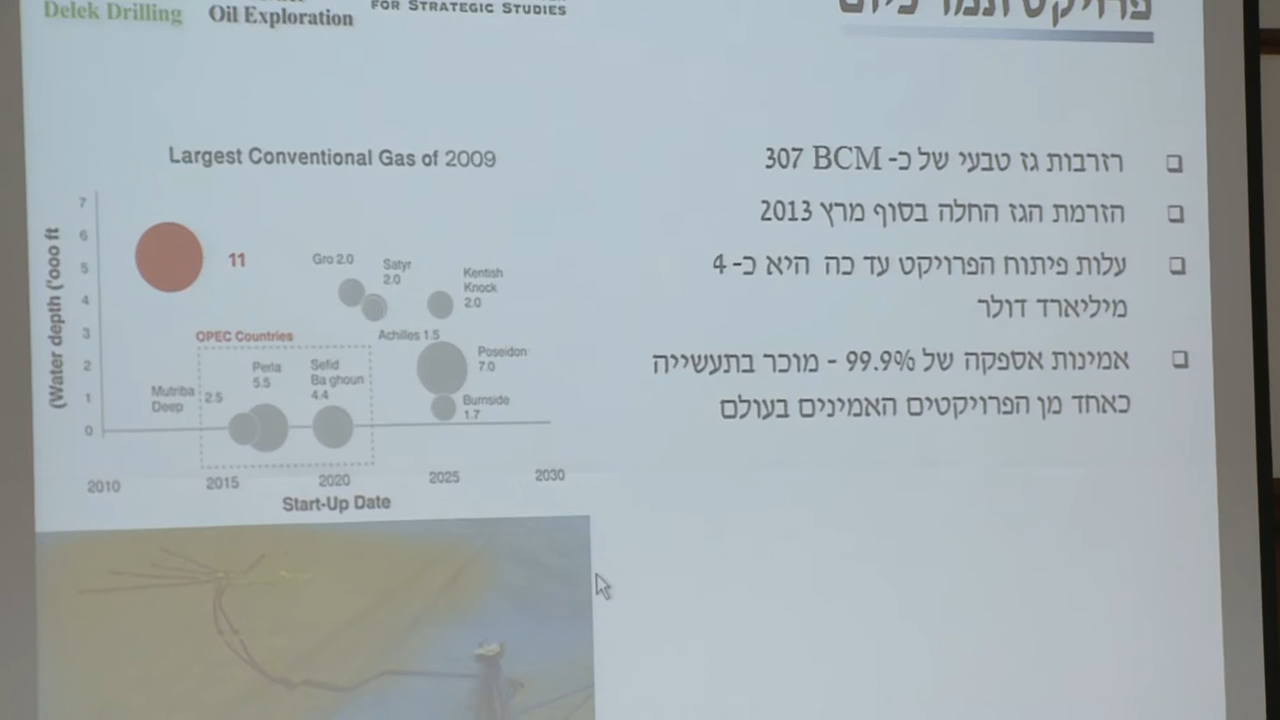 Delek Drilling
Oil Exploration
FOR STRATEGIC STUDIES
פרויקט תמר כיום
רזרבות גז טבעי של כ- 307 BCM
הזרמת הגז החלה בסוף מרץ 2013
עלות פיתוח הפרויקט עד כה היא כ- 4
מיליארד דולר
אמינות אספקה של 99.9% - מוכר בתעשייה
כאחד מן הפרויקטים האמינים בעולם
Largest Conventional Gas of 2009
(Water depth ('000 ft
7
6
5
4
3
2
1
0
11
Gro 2.0
Satyr
2.0
Kentish
Knock
2.0
OPEC Countries
Achilles 1.5
Poseidon
7.0
Perla
5.5
Sefid
Ba ghoun
4.4
Mutriba
Deep
2.5
Burnside
1.7
2010
2015
2020
2025
2030
Start-Up Date